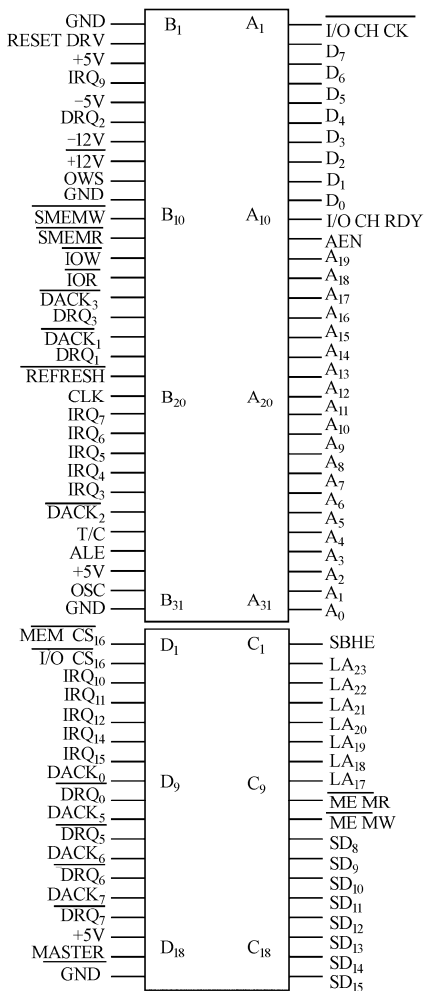 GND
RESET DRV
+5V
IRQ₉
−5V
DRQ₂
−12V
+12V
OWS
GND
SMEMW
SMEMR
IOW
IOR
DACK₃
DRQ₃
DACK₁
DRQ₁
REFRESH
CLK
IRQ₇
IRQ₆
IRQ₅
IRQ₄
IRQ₃
DACK₂
T/C
ALE
+5V
OSC
GND
B₁
B₁₀
B₂₀
B₃₁
A₁
A₁₀
A₂₀
A₃₁
I/O CH CK
D₇
D₆
D₅
D₄
D₃
D₂
D₁
D₀
I/O CH RDY
AEN
A₁₉
A₁₈
A₁₇
A₁₆
A₁₅
A₁₄
A₁₃
A₁₂
A₁₁
A₁₀
A₉
A₈
A₇
A₆
A₅
A₄
A₃
A₂
A₁
A₀
MEM CS₁₆
I/O CS₁₆
IRQ₁₀
IRQ₁₁
IRQ₁₂
IRQ₁₄
IRQ₁₅
DACK₀
DRQ₀
DACK₅
DRQ₅
DACK₆
DRQ₆
DACK₇
DRQ₇
+5V
MASTER
GND
D₁
D₉
D₁₈
C₁
C₉
C₁₈
SBHE
LA₂₃
LA₂₂
LA₂₁
LA₂₀
LA₁₉
LA₁₈
LA₁₇
ME MR
ME MW
SD₈
SD₉
SD₁₀
SD₁₁
SD₁₂
SD₁₃
SD₁₄
SD₁₅